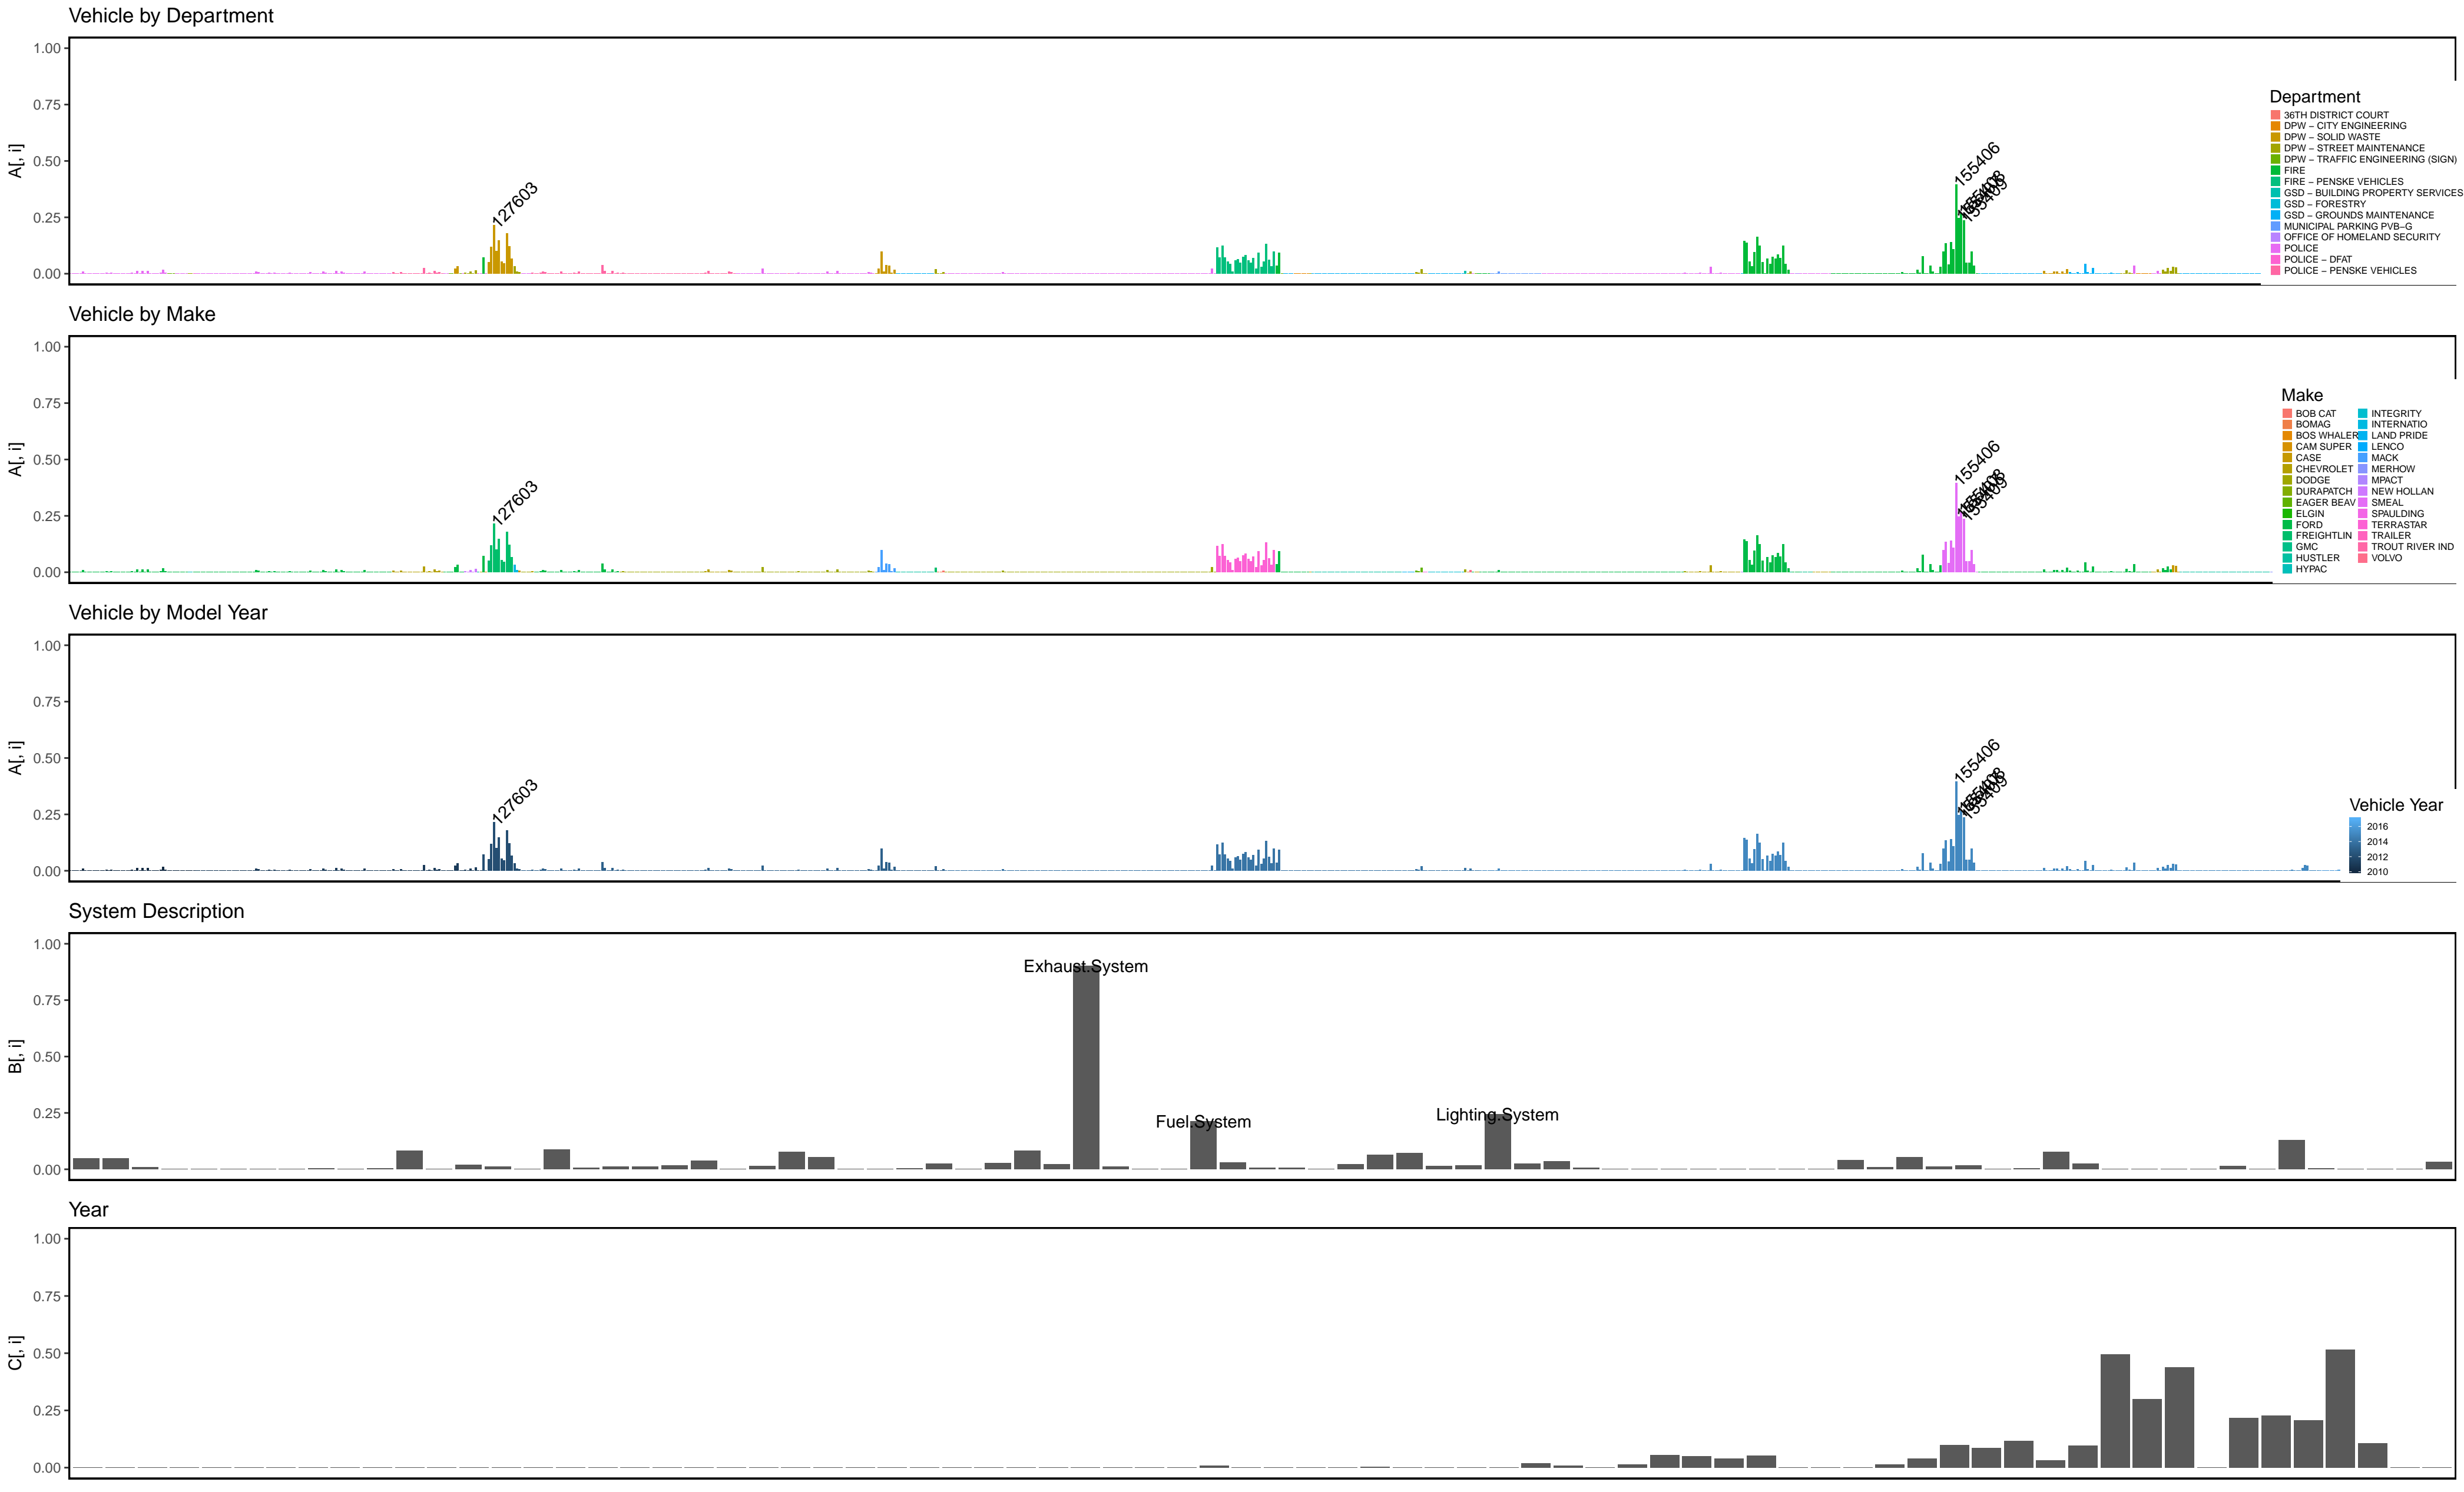 Vehicle by Department
A[, i]
1.00
0.75
0.50
0.25
0.00
127603
155406
155409
Department
36TH DISTRICT COURT
DPW – CITY ENGINEERING
DPW – SOLID WASTE
DPW – STREET MAINTENANCE
DPW – TRAFFIC ENGINEERING (SIGN)
FIRE
FIRE – PENSKE VEHICLES
GSD – BUILDING PROPERTY SERVICES
GSD – FORESTRY
GSD – GROUNDS MAINTENANCE
MUNICIPAL PARKING PVB–G
OFFICE OF HOMELAND SECURITY
POLICE
POLICE – DFAT
POLICE – PENSKE VEHICLES
Vehicle by Make
A[, i]
1.00
0.75
0.50
0.25
0.00
127603
155406
155409
Make
BOB CAT
BOMAG
BOS WHALER
CAM SUPER
CASE
CHEVROLET
DODGE
DURAPATCH
EAGER BEAV
ELGIN
FORD
FREIGHTLIN
GMC
HUSTLER
HYPAC
INTEGRITY
INTERNATIO
LAND PRIDE
LENCO
MACK
MERHOW
MPACT
NEW HOLLAN
SMEAL
SPAULDING
TERRASTAR
TRAILER
TROUT RIVER IND
VOLVO
Vehicle by Model Year
A[, i]
1.00
0.75
0.50
0.25
0.00
127603
155406
155409
Vehicle Year
2016
2014
2012
2010
System Description
B[, i]
1.00
0.75
0.50
0.25
0.00
Exhaust.System
Fuel.System
Lighting.System
Year
C[, i]
1.00
0.75
0.50
0.25
0.00